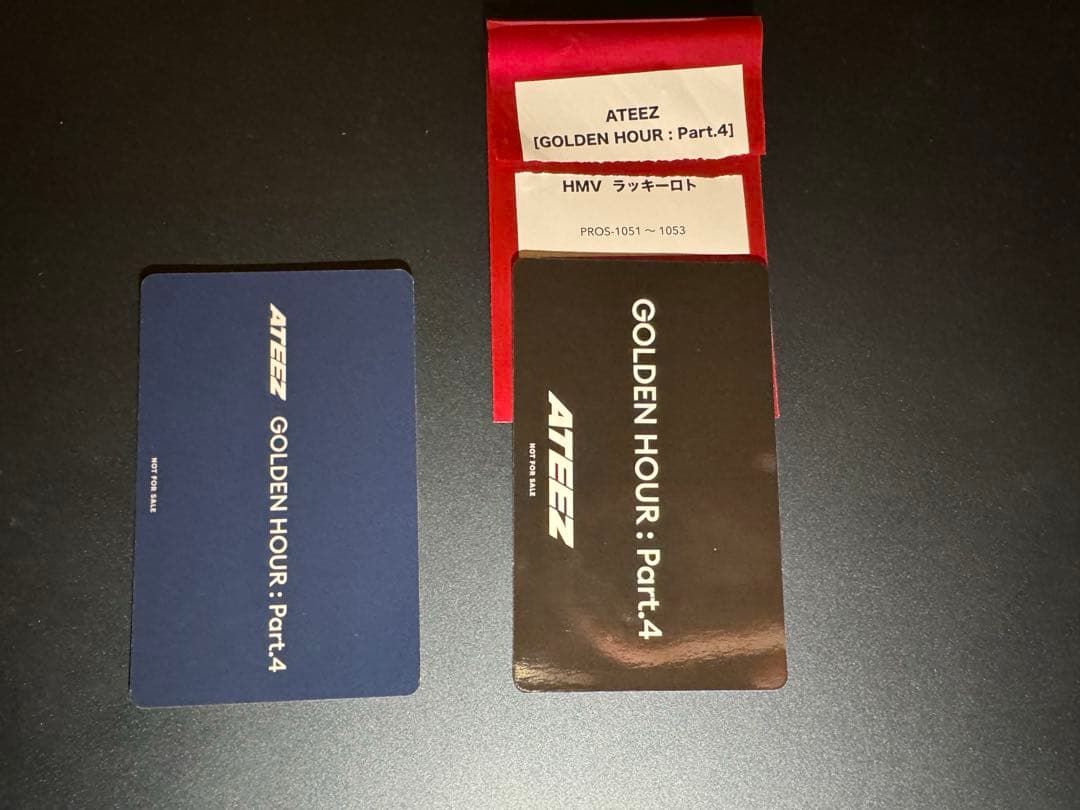 ATEEZ
[GOLDEN HOUR : Part.4]
HMV ラッキーロト
PROS-1051 ～ 1053
ATEEZ GOLDEN HOUR : Part.4
NOT FOR SALE
GOLDEN HOUR : Part.4
ATEEZ
NOT FOR SALE